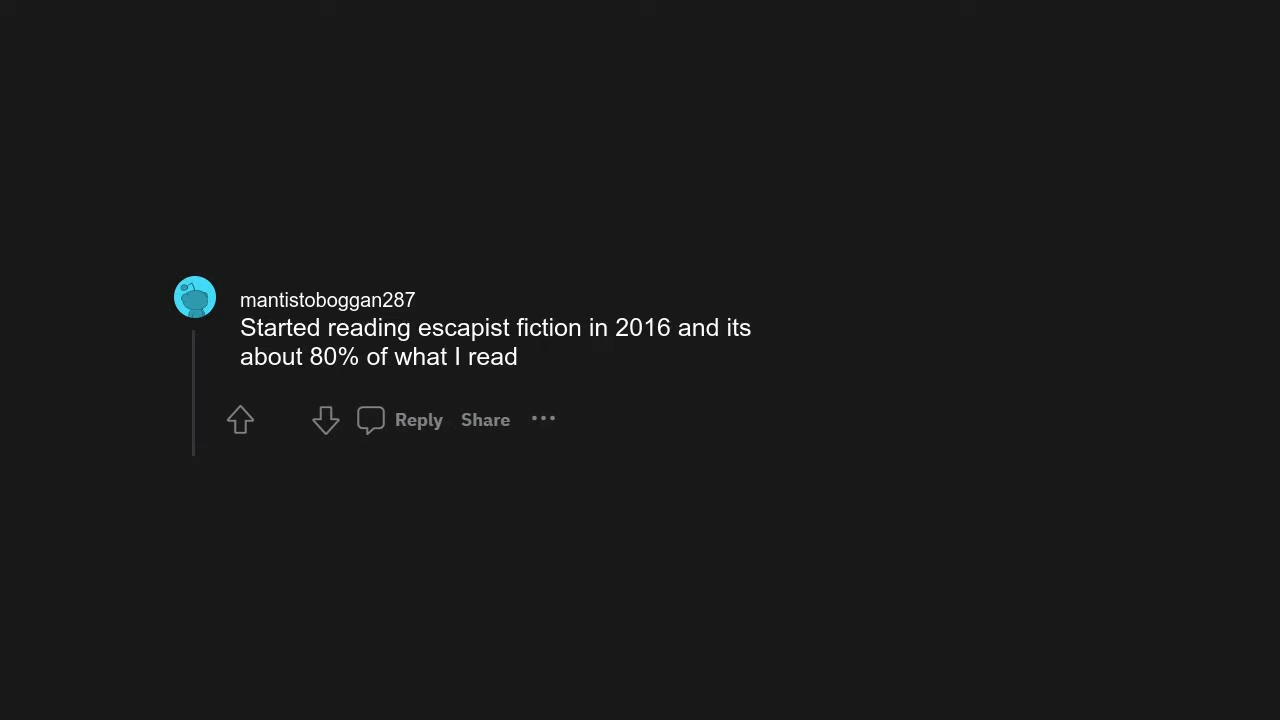 mantistoboggan287
Started reading escapist fiction in 2016 and its
about 80% of what I read
Reply Share